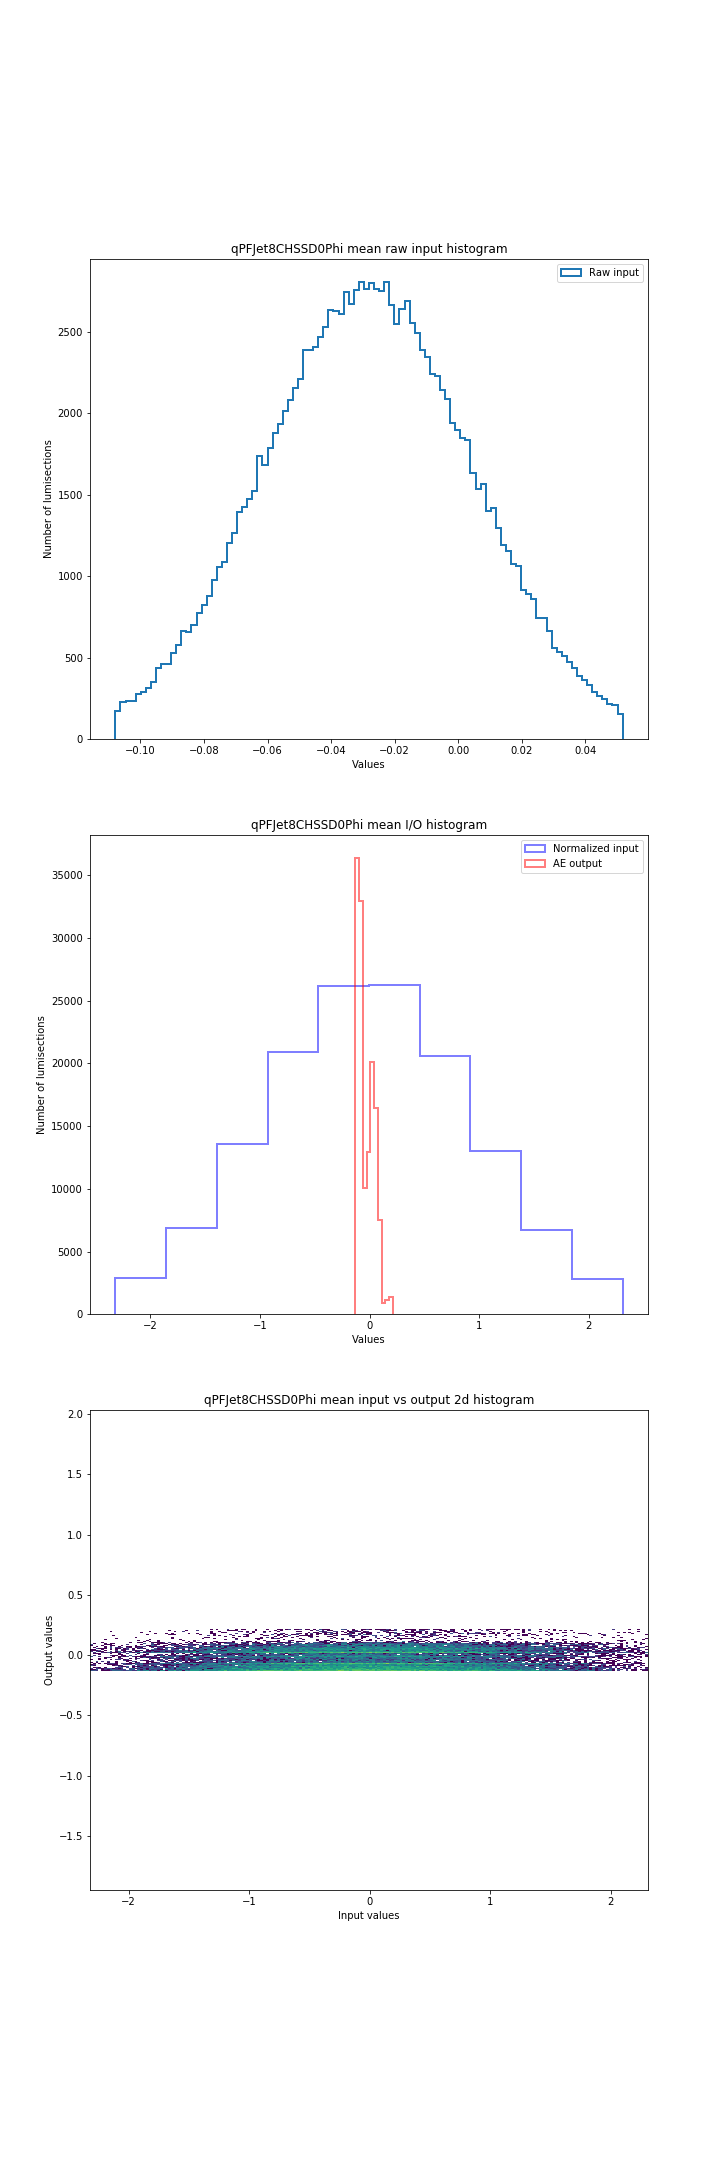 qPFJet8CHSSD0Phi mean raw input histogram
Raw input
2500
2000
1500
1000
500
0
Number of lumisections
−0.10 −0.08 −0.06 −0.04 −0.02 0.00 0.02 0.04
Values
qPFJet8CHSSD0Phi mean I/O histogram
Normalized input
AE output
35000
30000
25000
20000
15000
10000
5000
0
Number of lumisections
−2 −1 0 1 2
Values
qPFJet8CHSSD0Phi mean input vs output 2d histogram
2.0
1.5
1.0
0.5
0.0
−0.5
−1.0
−1.5
Output values
−2 −1 0 1 2
Input values